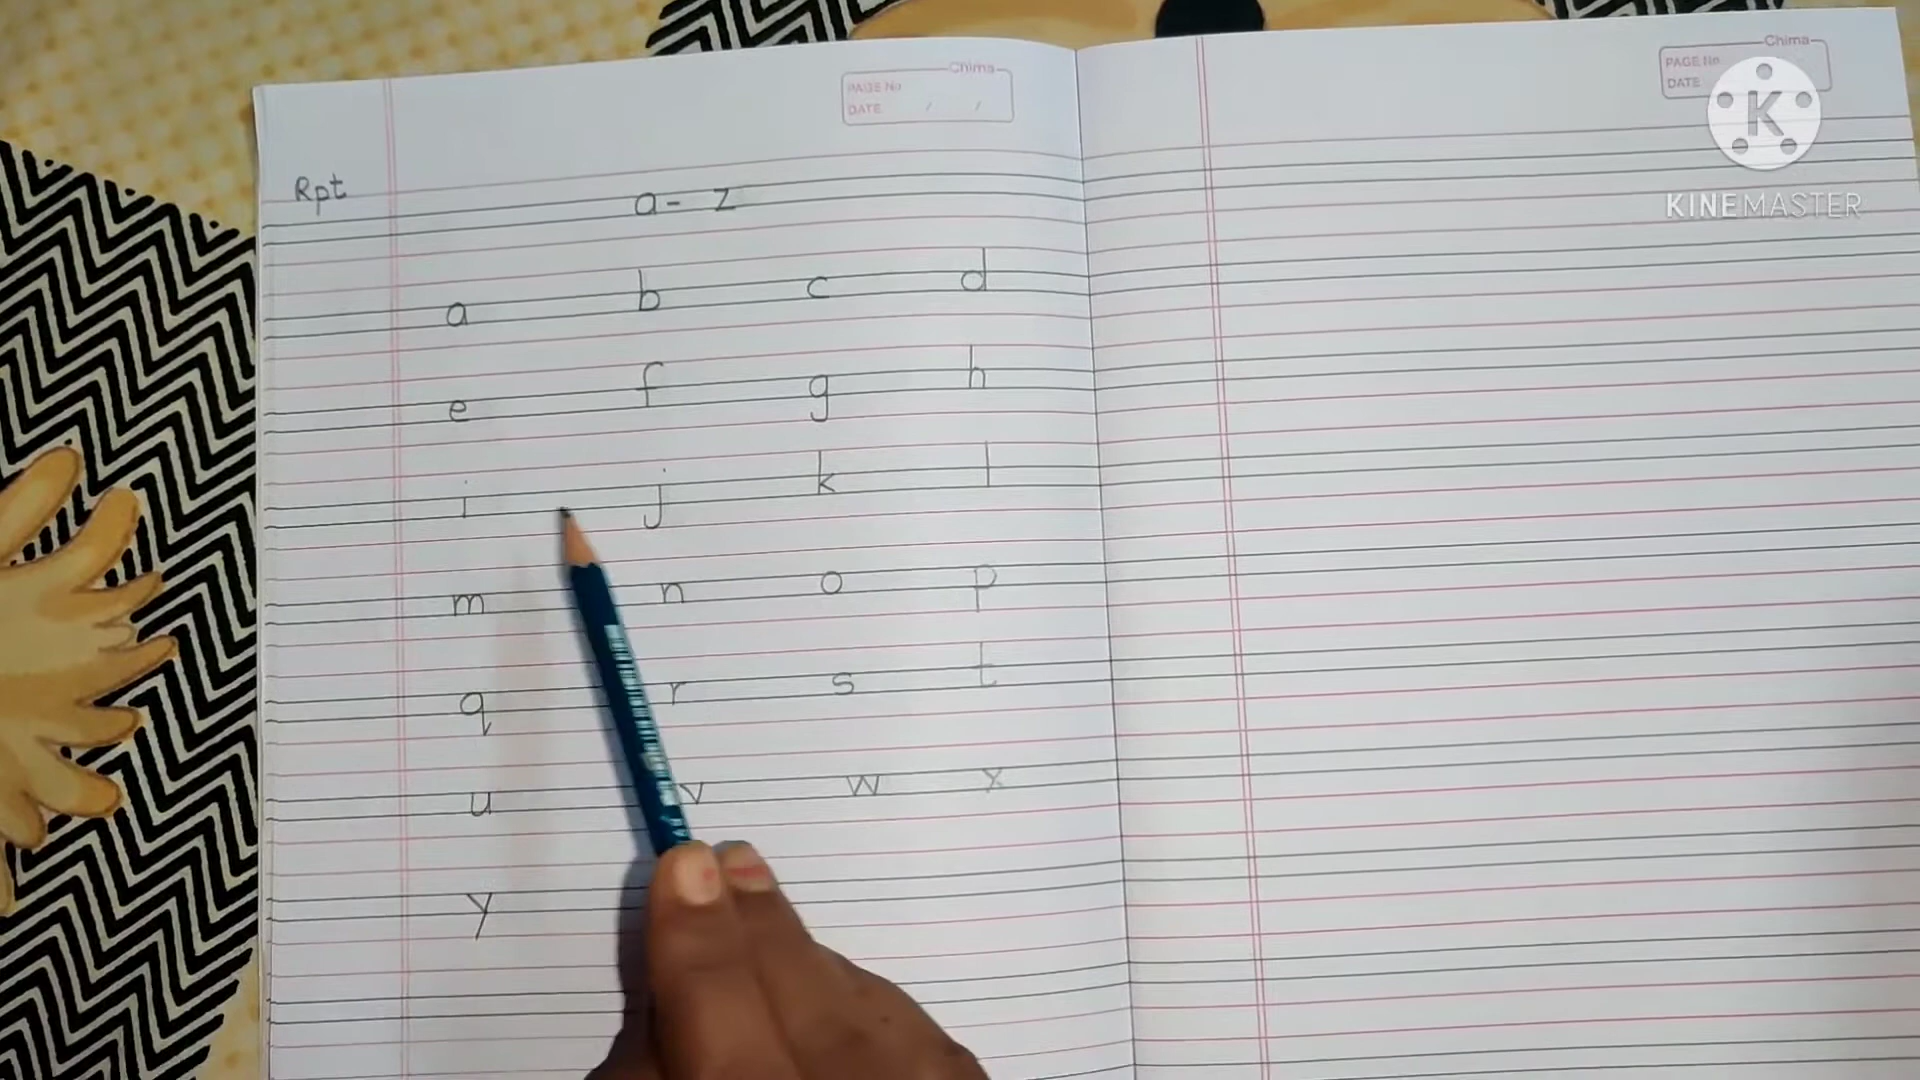 Chima
PAGE No
DATE / /
Chima
PAGE No
DATE
KINEMASTER
Rpt
a- z
a b c d
e f g h
i j k l
m n o p
q r s t
u v w x
y